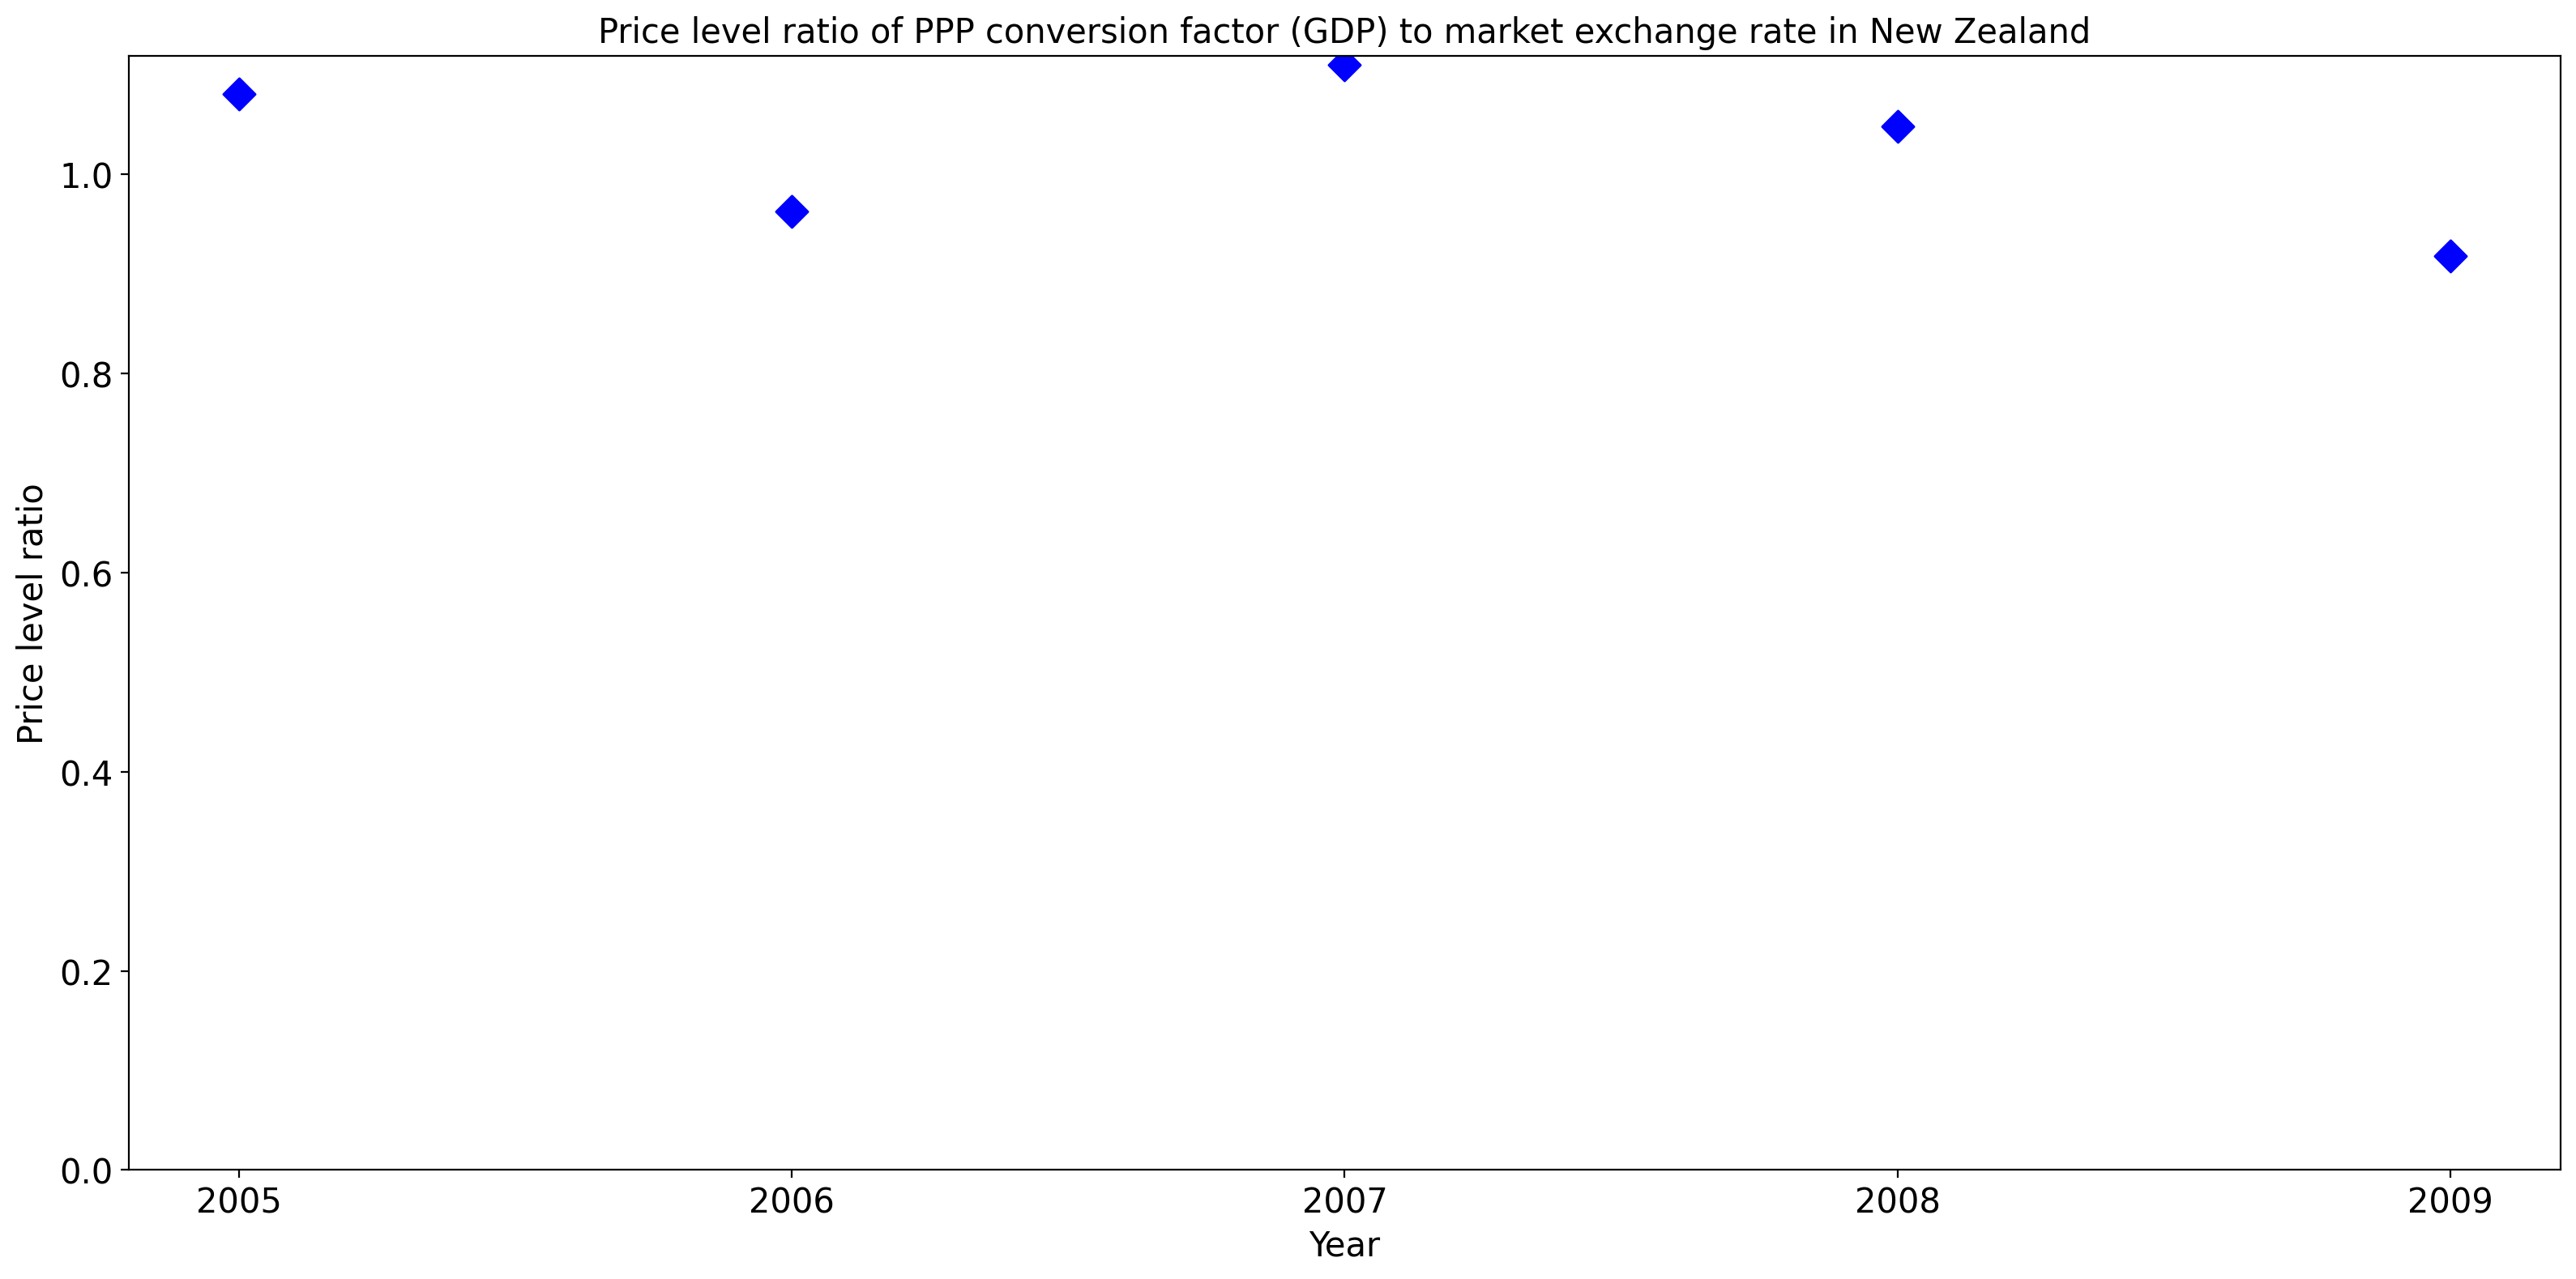 Price level ratio of PPP conversion factor (GDP) to market exchange rate in New Zealand
Price level ratio
1.0
0.8
0.6
0.4
0.2
0.0
2005 2006 2007 2008 2009
Year